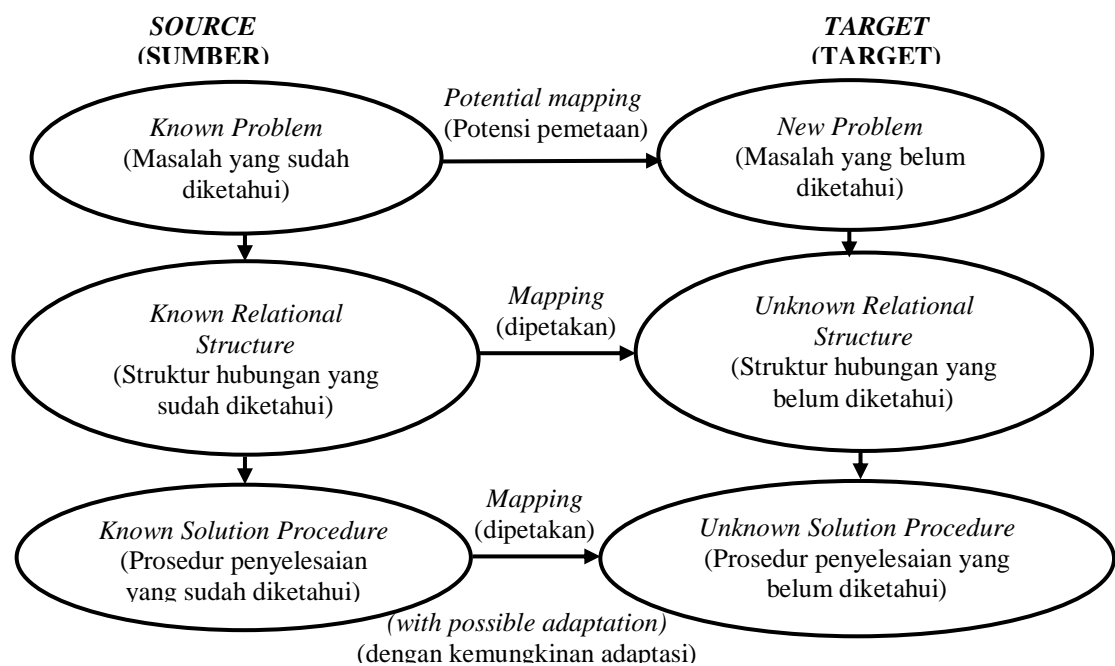 SOURCE
(SUMBER)
TARGET
(TARGET)
Known Problem
(Masalah yang sudah
diketahui)
Potential mapping
(Potensi pemetaan)
New Problem
(Masalah yang belum
diketahui)
Known Relational
Structure
(Struktur hubungan yang
sudah diketahui)
Mapping
(dipetakan)
Unknown Relational
Structure
(Struktur hubungan yang
belum diketahui)
Known Solution Procedure
(Prosedur penyelesaian
yang sudah diketahui)
Mapping
(dipetakan)
(with possible adaptation)
(dengan kemungkinan adaptasi)
Unknown Solution Procedure
(Prosedur penyelesaian yang
belum diketahui)